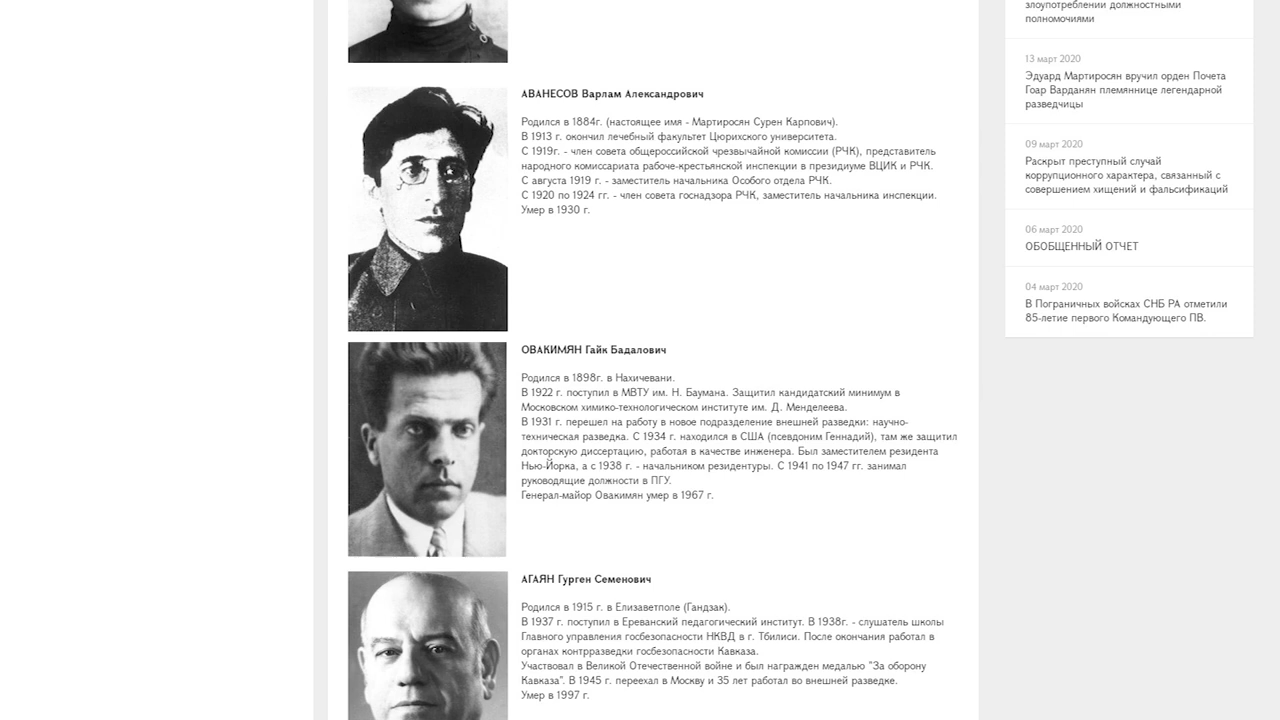 АВАНЕСОВ Варлам Александрович
Родился в 1884г. (настоящее имя - Мартиросян Сурен Карпович).
В 1913 г. окончил лечебный факультет Цюрихского университета.
С 1919г. - член совета общероссийской чрезвычайной комиссии (РЧК), представитель
народного комиссариата рабоче-крестьянской инспекции в президиуме ВЦИК и РЧК.
С августа 1919 г. - заместитель начальника Особого отдела РЧК.
С 1920 по 1924 гг. - член совета госнадзора РЧК, заместитель начальника инспекции.
Умер в 1930 г.
ОВАКИМЯН Гайк Бадалович
Родился в 1898г. в Нахичевани.
В 1922 г. поступил в МВТУ им. Н. Баумана. Защитил кандидатский минимум в
Московском химико-технологическом институте им. Д. Менделеева.
В 1931 г. перешел на работу в новое подразделение внешней разведки: научно-
техническая разведка. С 1934 г. находился в США (псевдоним Геннадий), там же защитил
докторскую диссертацию, работая в качестве инженера. Был заместителем резидента
Нью-Йорка, а с 1938 г. - начальником резидентуры. С 1941 по 1947 гг. занимал
руководящие должности в ПГУ.
Генерал-майор Овакимян умер в 1967 г.
АГАЯН Гурген Семенович
Родился в 1915 г. в Елизаветполе (Гандзак).
В 1937 г. поступил в Ереванский педагогический институт. В 1938г. - слушатель школы
Главного управления госбезопасности НКВД в г. Тбилиси. После окончания работал в
органах контрразведки госбезопасности Кавказа.
Участвовал в Великой Отечественной войне и был награжден медалью "За оборону
Кавказа". В 1945 г. переехал в Москву и 35 лет работал во внешней разведке.
Умер в 1997 г.
злоупотреблении должностными
полномочиями
13 март 2020
Эдуард Мартиросян вручил орден Почета
Гоар Варданян племяннице легендарной
разведчицы
09 март 2020
Раскрыт преступный случай
коррупционного характера, связанный с
совершением хищений и фальсификаций
06 март 2020
ОБОБЩЕННЫЙ ОТЧЕТ
04 март 2020
В Пограничных войсках СНБ РА отметили
85-летие первого Командующего ПВ.